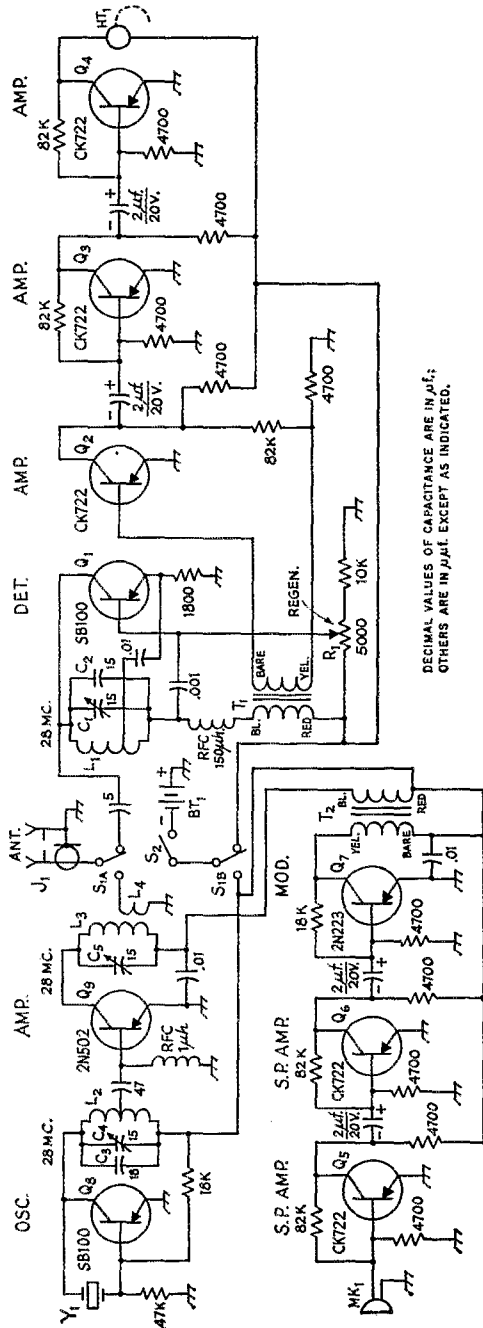 AMP.
AMP.
AMP.
DET.
28 MC.
ANT.
J₁
AMP.
28 MC.
OSC.
28 MC.
Y₁
SB100
Q₈
47K
18K
C₃
18
C₄
15
L₂
47
2N502
Q₉
RFC
1μh
C₅
15
L₃
.01
L₄
S₁A
S₂
S₁B
BT₁
5
L₁
C₁
15
C₂
15
.01
SB100
Q₁
1800
.001
RFC
150μh
BL.
RED
T₁
BARE
YEL.
REGEN.
R₁
5000
10K
CK722
Q₂
82K
4700
4700
2μf
20V.
82K
CK722
Q₃
4700
4700
2μf
20V.
82K
CK722
Q₄
4700
HT₁
S.P. AMP.
S.P. AMP.
MOD.
MK₁
82K
CK722
Q₅
4700
4700
2μf
20V.
82K
CK722
Q₆
4700
4700
2μf
20V.
18K
2N223
Q₇
4700
.01
YEL.
BARE
T₂
BL.
RED
DECIMAL VALUES OF CAPACITANCE ARE IN μf.;
OTHERS ARE IN μμf. EXCEPT AS INDICATED.